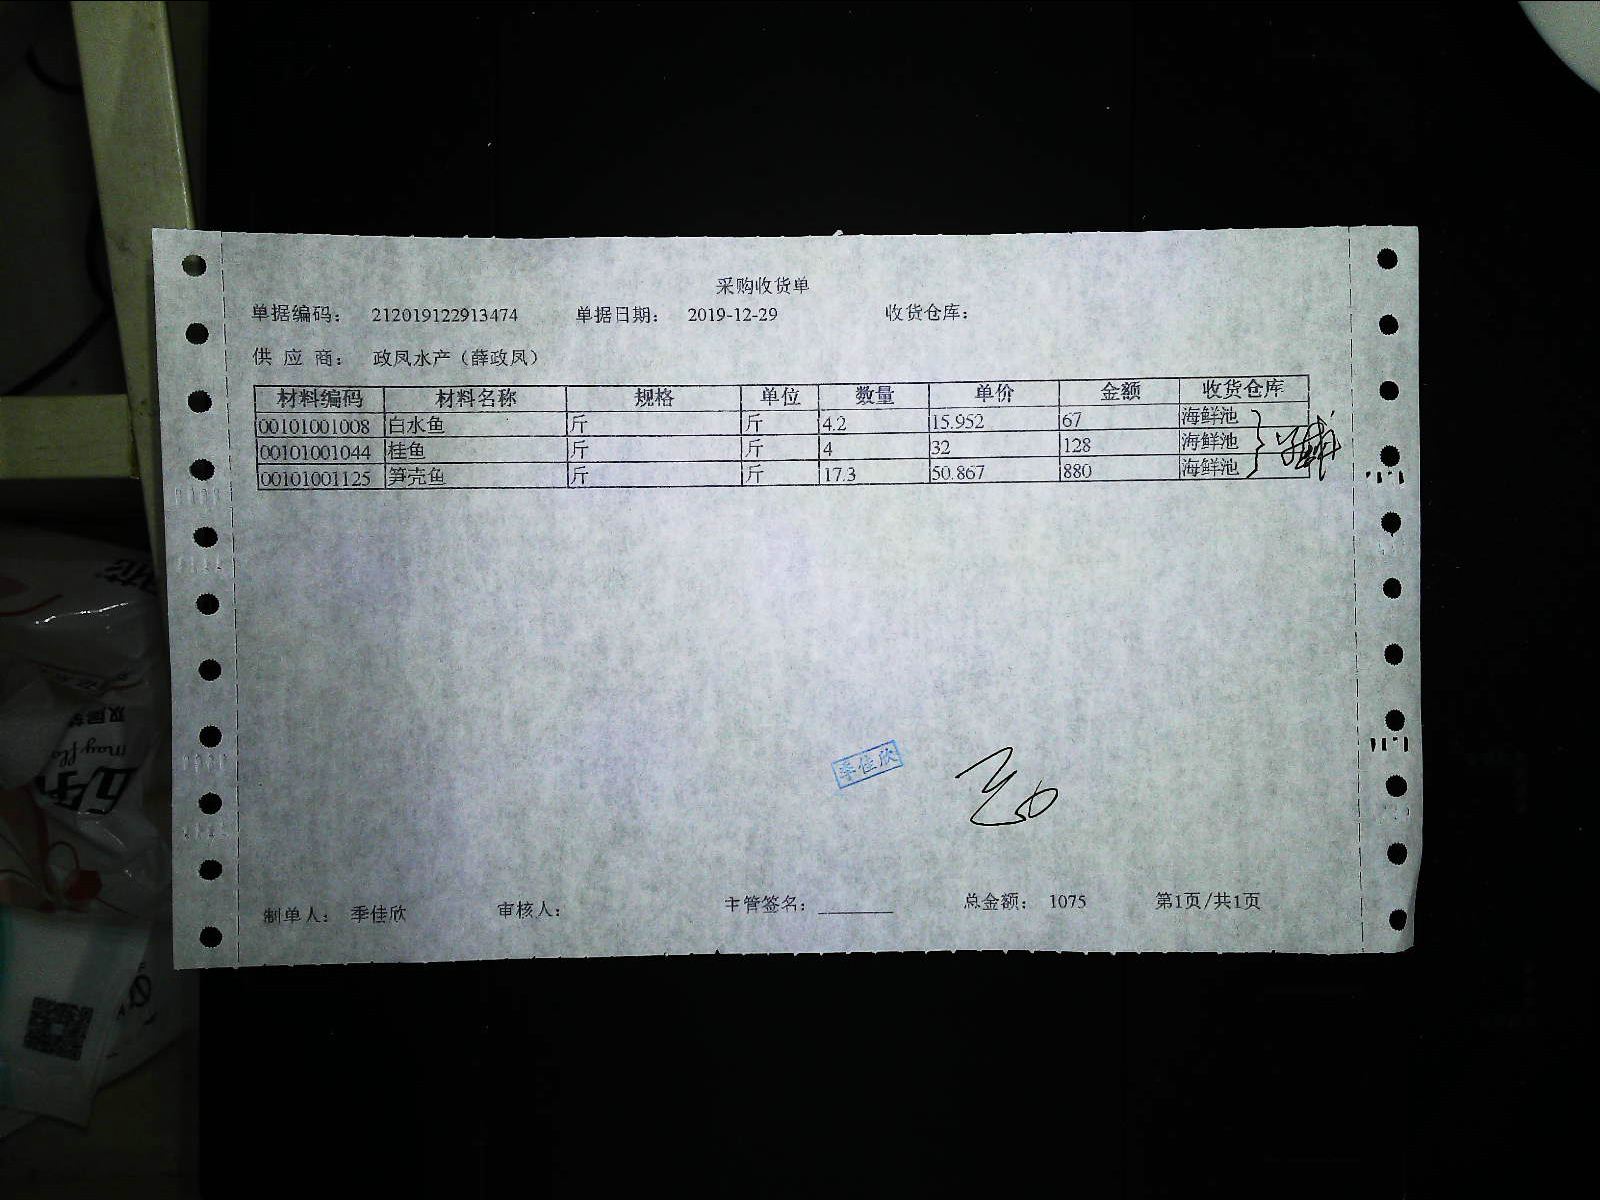 采购收货单
单据编码： 212019122913474 单据日期： 2019-12-29 收货仓库：
供 应 商： 政凤水产（薛政凤）
材料编码 材料名称 规格 单位 数量 单价 金额 收货仓库
00101001008 白水鱼 斤 斤 4.2 15.952 67 海鲜池
00101001044 桂鱼 斤 斤 4 32 128 海鲜池
00101001125 笋壳鱼 斤 斤 17.3 50.867 880 海鲜池
季佳欣
制单人： 季佳欣 审核人： 主管签名： 总金额： 1075 第1页/共1页
mayflo